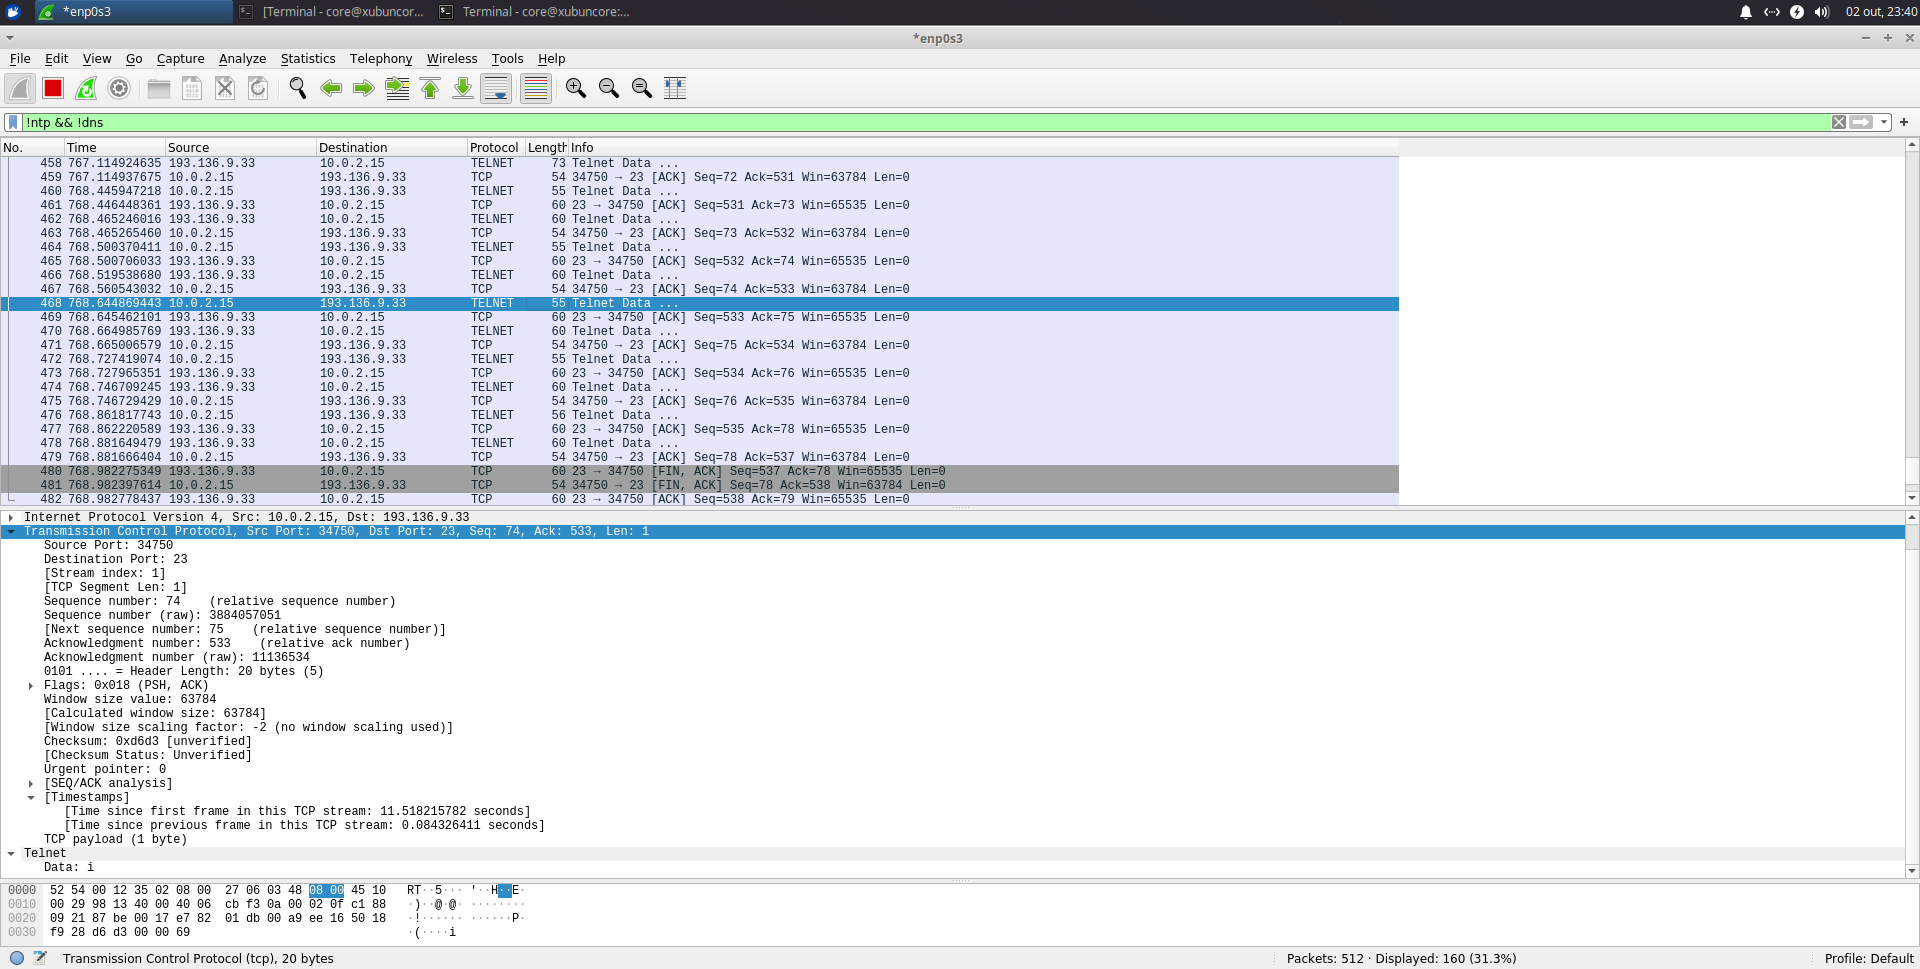 *enp0s3 [Terminal - core@xubuncor... Terminal - core@xubuncore:... 02 out, 23:40
*enp0s3
File Edit View Go Capture Analyze Statistics Telephony Wireless Tools Help
!ntp && !dns
No. Time Source Destination Protocol Length Info
458 767.114924635 193.136.9.33 10.0.2.15 TELNET 73 Telnet Data ...
459 767.114937675 10.0.2.15 193.136.9.33 TCP 54 34750 → 23 [ACK] Seq=72 Ack=531 Win=63784 Len=0
460 768.445947218 10.0.2.15 193.136.9.33 TELNET 55 Telnet Data ...
461 768.446448361 193.136.9.33 10.0.2.15 TCP 60 23 → 34750 [ACK] Seq=531 Ack=73 Win=65535 Len=0
462 768.465246016 193.136.9.33 10.0.2.15 TELNET 60 Telnet Data ...
463 768.465265460 10.0.2.15 193.136.9.33 TCP 54 34750 → 23 [ACK] Seq=73 Ack=532 Win=63784 Len=0
464 768.500370411 10.0.2.15 193.136.9.33 TELNET 55 Telnet Data ...
465 768.500706033 193.136.9.33 10.0.2.15 TCP 60 23 → 34750 [ACK] Seq=532 Ack=74 Win=65535 Len=0
466 768.519538680 193.136.9.33 10.0.2.15 TELNET 60 Telnet Data ...
467 768.560543032 10.0.2.15 193.136.9.33 TCP 54 34750 → 23 [ACK] Seq=74 Ack=533 Win=63784 Len=0
468 768.644869443 10.0.2.15 193.136.9.33 TELNET 55 Telnet Data ...
469 768.645462101 193.136.9.33 10.0.2.15 TCP 60 23 → 34750 [ACK] Seq=533 Ack=75 Win=65535 Len=0
470 768.664985769 193.136.9.33 10.0.2.15 TELNET 60 Telnet Data ...
471 768.665006579 10.0.2.15 193.136.9.33 TCP 54 34750 → 23 [ACK] Seq=75 Ack=534 Win=63784 Len=0
472 768.727419074 10.0.2.15 193.136.9.33 TELNET 55 Telnet Data ...
473 768.727965351 193.136.9.33 10.0.2.15 TCP 60 23 → 34750 [ACK] Seq=534 Ack=76 Win=65535 Len=0
474 768.746709245 193.136.9.33 10.0.2.15 TELNET 60 Telnet Data ...
475 768.746729429 10.0.2.15 193.136.9.33 TCP 54 34750 → 23 [ACK] Seq=76 Ack=535 Win=63784 Len=0
476 768.861817743 10.0.2.15 193.136.9.33 TELNET 56 Telnet Data ...
477 768.862220589 193.136.9.33 10.0.2.15 TCP 60 23 → 34750 [ACK] Seq=535 Ack=78 Win=65535 Len=0
478 768.881649479 193.136.9.33 10.0.2.15 TELNET 60 Telnet Data ...
479 768.881666404 10.0.2.15 193.136.9.33 TCP 54 34750 → 23 [ACK] Seq=78 Ack=537 Win=63784 Len=0
480 768.982275349 193.136.9.33 10.0.2.15 TCP 60 23 → 34750 [FIN, ACK] Seq=537 Ack=78 Win=65535 Len=0
481 768.982397614 10.0.2.15 193.136.9.33 TCP 54 34750 → 23 [FIN, ACK] Seq=78 Ack=538 Win=63784 Len=0
482 768.982778437 193.136.9.33 10.0.2.15 TCP 60 23 → 34750 [ACK] Seq=538 Ack=79 Win=65535 Len=0
Internet Protocol Version 4, Src: 10.0.2.15, Dst: 193.136.9.33
Transmission Control Protocol, Src Port: 34750, Dst Port: 23, Seq: 74, Ack: 533, Len: 1
Source Port: 34750
Destination Port: 23
[Stream index: 1]
[TCP Segment Len: 1]
Sequence number: 74 (relative sequence number)
Sequence number (raw): 3884057051
[Next sequence number: 75 (relative sequence number)]
Acknowledgment number: 533 (relative ack number)
Acknowledgment number (raw): 11136534
0101 .... = Header Length: 20 bytes (5)
Flags: 0x018 (PSH, ACK)
Window size value: 63784
[Calculated window size: 63784]
[Window size scaling factor: -2 (no window scaling used)]
Checksum: 0xd6d3 [unverified]
[Checksum Status: Unverified]
Urgent pointer: 0
[SEQ/ACK analysis]
[Timestamps]
[Time since first frame in this TCP stream: 11.518215782 seconds]
[Time since previous frame in this TCP stream: 0.084326411 seconds]
TCP payload (1 byte)
Telnet
Data: i
0000 52 54 00 12 35 02 08 00 27 06 03 48 08 00 45 10 RT··5··· '··H··E·
0010 00 29 98 13 40 00 40 06 cb f3 0a 00 02 0f c1 88 ·)··@·@· ········
0020 09 21 87 be 00 17 e7 82 01 db 00 a9 ee 16 50 18 ·!······ ······P·
0030 f9 28 d6 d3 00 00 69 ·(····i
Transmission Control Protocol (tcp), 20 bytes Packets: 512 · Displayed: 160 (31.3%) Profile: Default